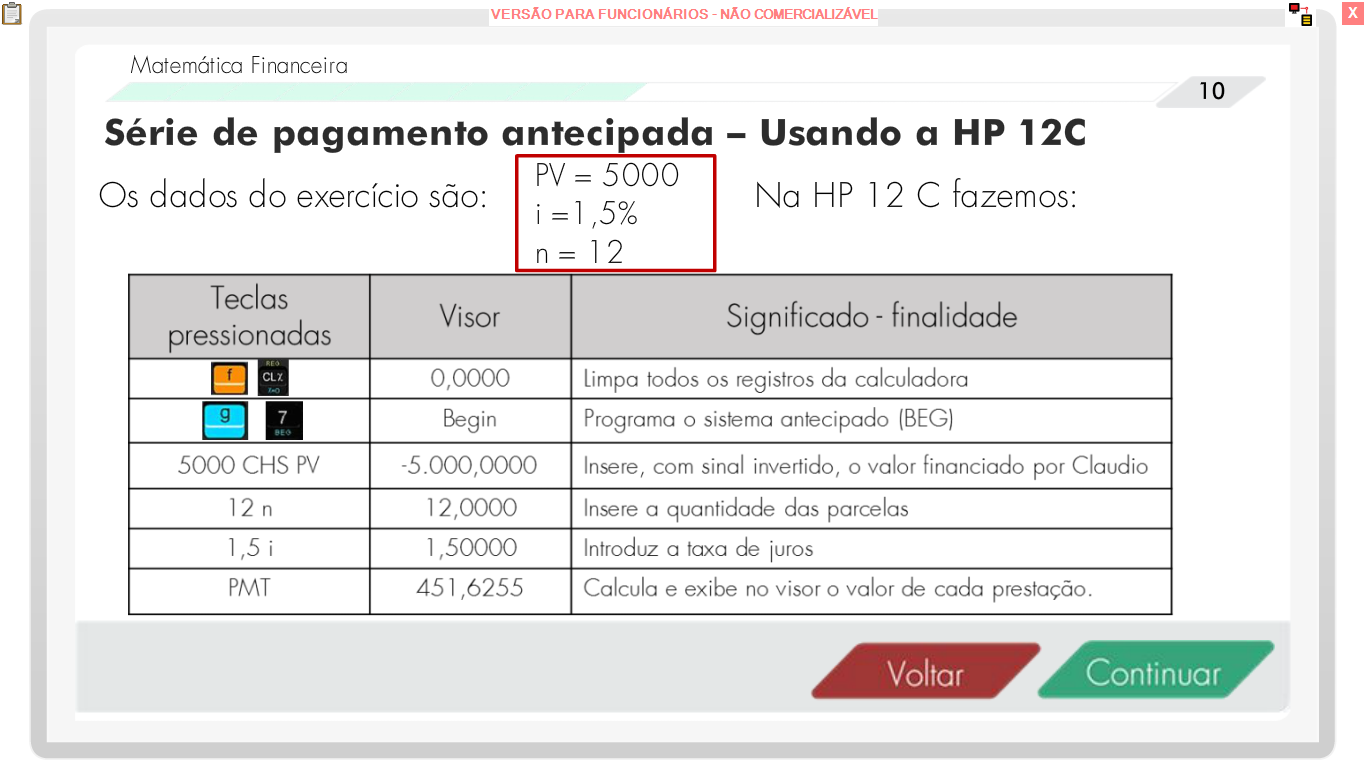 VERSÃO PARA FUNCIONÁRIOS - NÃO COMERCIALIZÁVEL
X
Matemática Financeira
10
Série de pagamento antecipada – Usando a HP 12C
Os dados do exercício são:
PV = 5000
i =1,5%
n = 12
Na HP 12 C fazemos:
Teclas pressionadas
Visor
Significado - finalidade
f
REG
CLX
X=0
0,0000
Limpa todos os registros da calculadora
g
7
BEG
Begin
Programa o sistema antecipado (BEG)
5000 CHS PV
-5.000,0000
Insere, com sinal invertido, o valor financiado por Claudio
12 n
12,0000
Insere a quantidade das parcelas
1,5 i
1,50000
Introduz a taxa de juros
PMT
451,6255
Calcula e exibe no visor o valor de cada prestação.
Voltar
Continuar